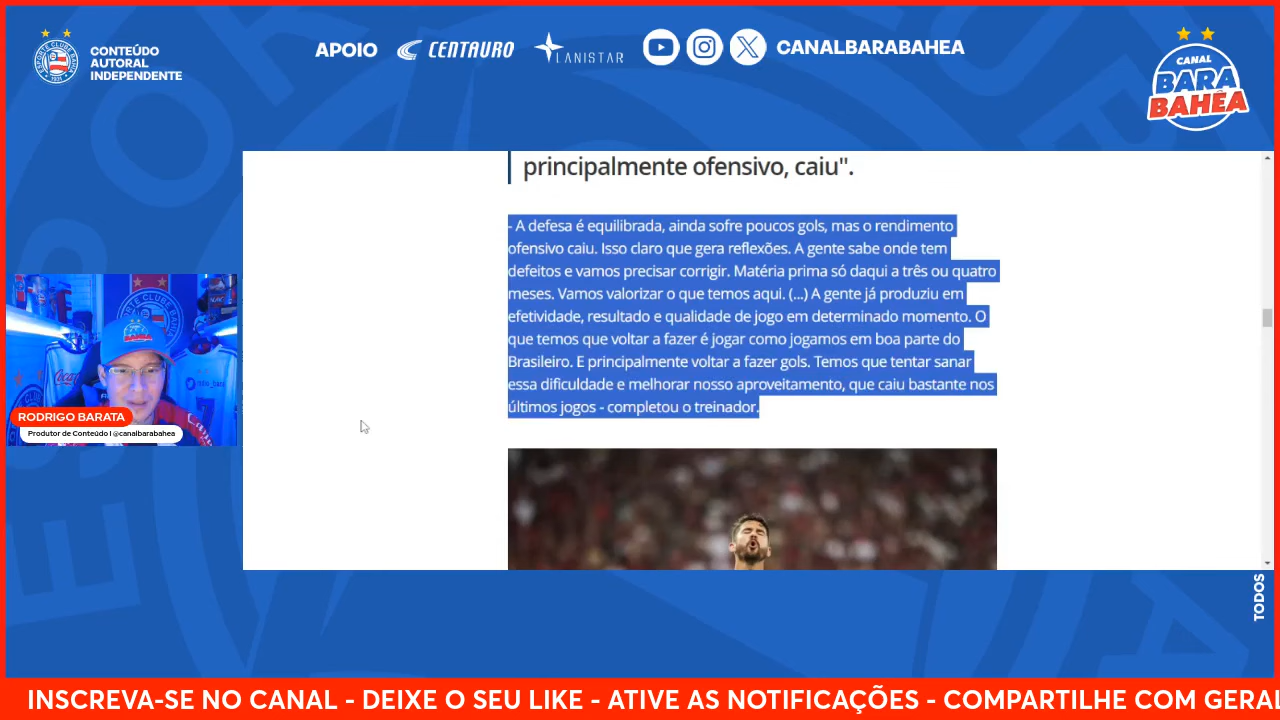 CONTEÚDO
AUTORAL
INDEPENDENTE
APOIO
CENTAURO
LANISTAR
CANALBARABAHEA
CANAL
BARA
BAHÊA
principalmente ofensivo, caiu".
- A defesa é equilibrada, ainda sofre poucos gols, mas o rendimento
ofensivo caiu. Isso claro que gera reflexões. A gente sabe onde tem
defeitos e vamos precisar corrigir. Matéria prima só daqui a três ou quatro
meses. Vamos valorizar o que temos aqui. (...) A gente já produziu em
efetividade, resultado e qualidade de jogo em determinado momento. O
que temos que voltar a fazer é jogar como jogamos em boa parte do
Brasileiro. E principalmente voltar a fazer gols. Temos que tentar sanar
essa dificuldade e melhorar nosso aproveitamento, que caiu bastante nos
últimos jogos - completou o treinador.
RODRIGO BARATA
Produtor de Conteúdo | @canalbarabahea
TODOS
INSCREVA-SE NO CANAL - DEIXE O SEU LIKE - ATIVE AS NOTIFICAÇÕES - COMPARTILHE COM GERAL